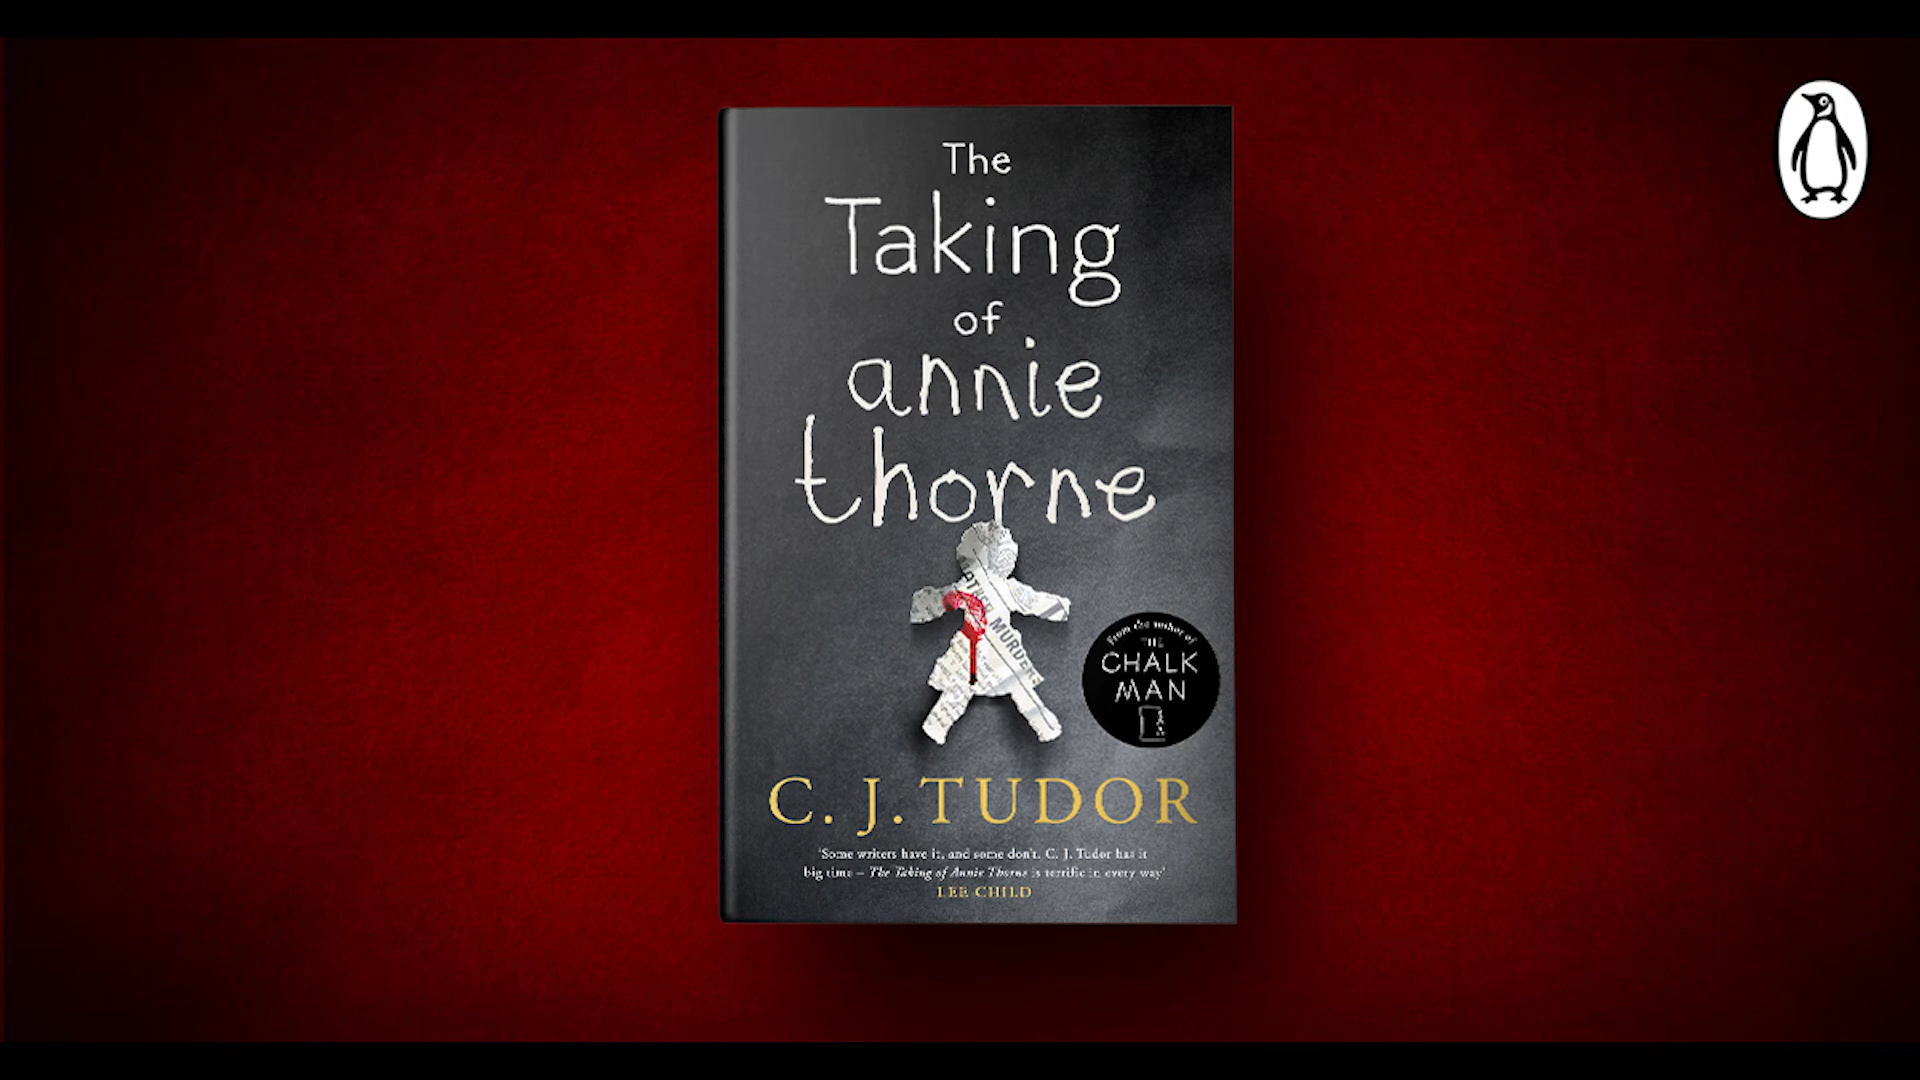 The
Taking
of
annie
thorne
MURDER
From the author of
THE
CHALK
MAN
C. J. TUDOR
‘Some writers have it, and some don’t. C. J. Tudor has it
big time – The Taking of Annie Thorne is terrific in every way’
LEE CHILD